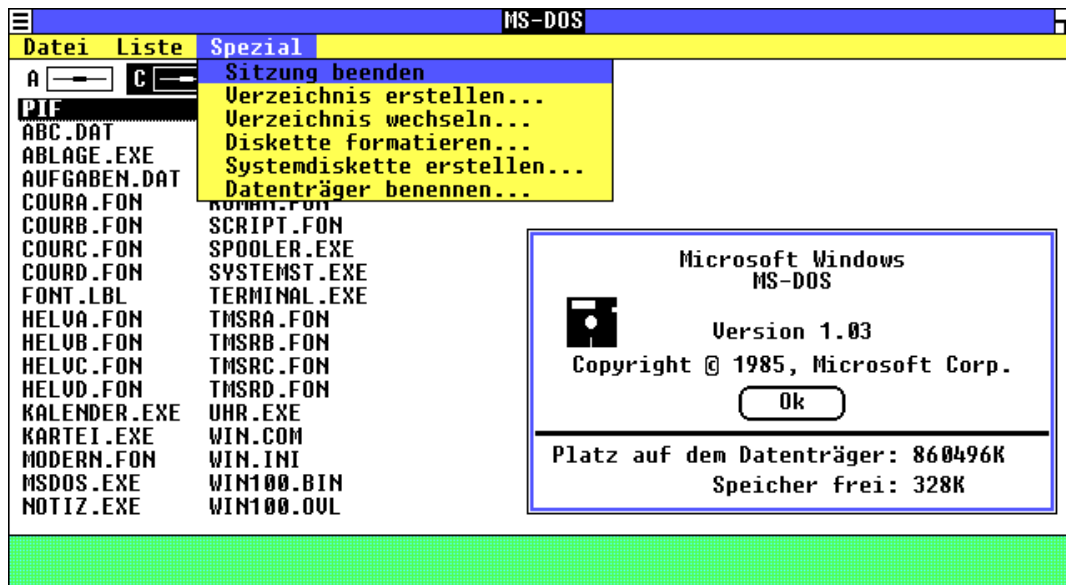 MS-DOS
Datei Liste Spezial
A C
Sitzung beenden
Verzeichnis erstellen...
Verzeichnis wechseln...
Diskette formatieren...
Systemdiskette erstellen...
Datenträger benennen...
PIF
ABC.DAT
ABLAGE.EXE
AUFGABEN.DAT
COURA.FON
COURB.FON
COURC.FON
COURD.FON
FONT.LBL
HELVA.FON
HELVB.FON
HELVC.FON
HELVD.FON
KALENDER.EXE
KARTEI.EXE
MODERN.FON
MSDOS.EXE
NOTIZ.EXE
ROMAN.FON
SCRIPT.FON
SPOOLER.EXE
SYSTEMST.EXE
TERMINAL.EXE
TMSRA.FON
TMSRB.FON
TMSRC.FON
TMSRD.FON
UHR.EXE
WIN.COM
WIN.INI
WIN100.BIN
WIN100.OVL
Microsoft Windows
MS-DOS
Version 1.03
Copyright © 1985, Microsoft Corp.
Ok
Platz auf dem Datenträger: 860496K
Speicher frei: 328K